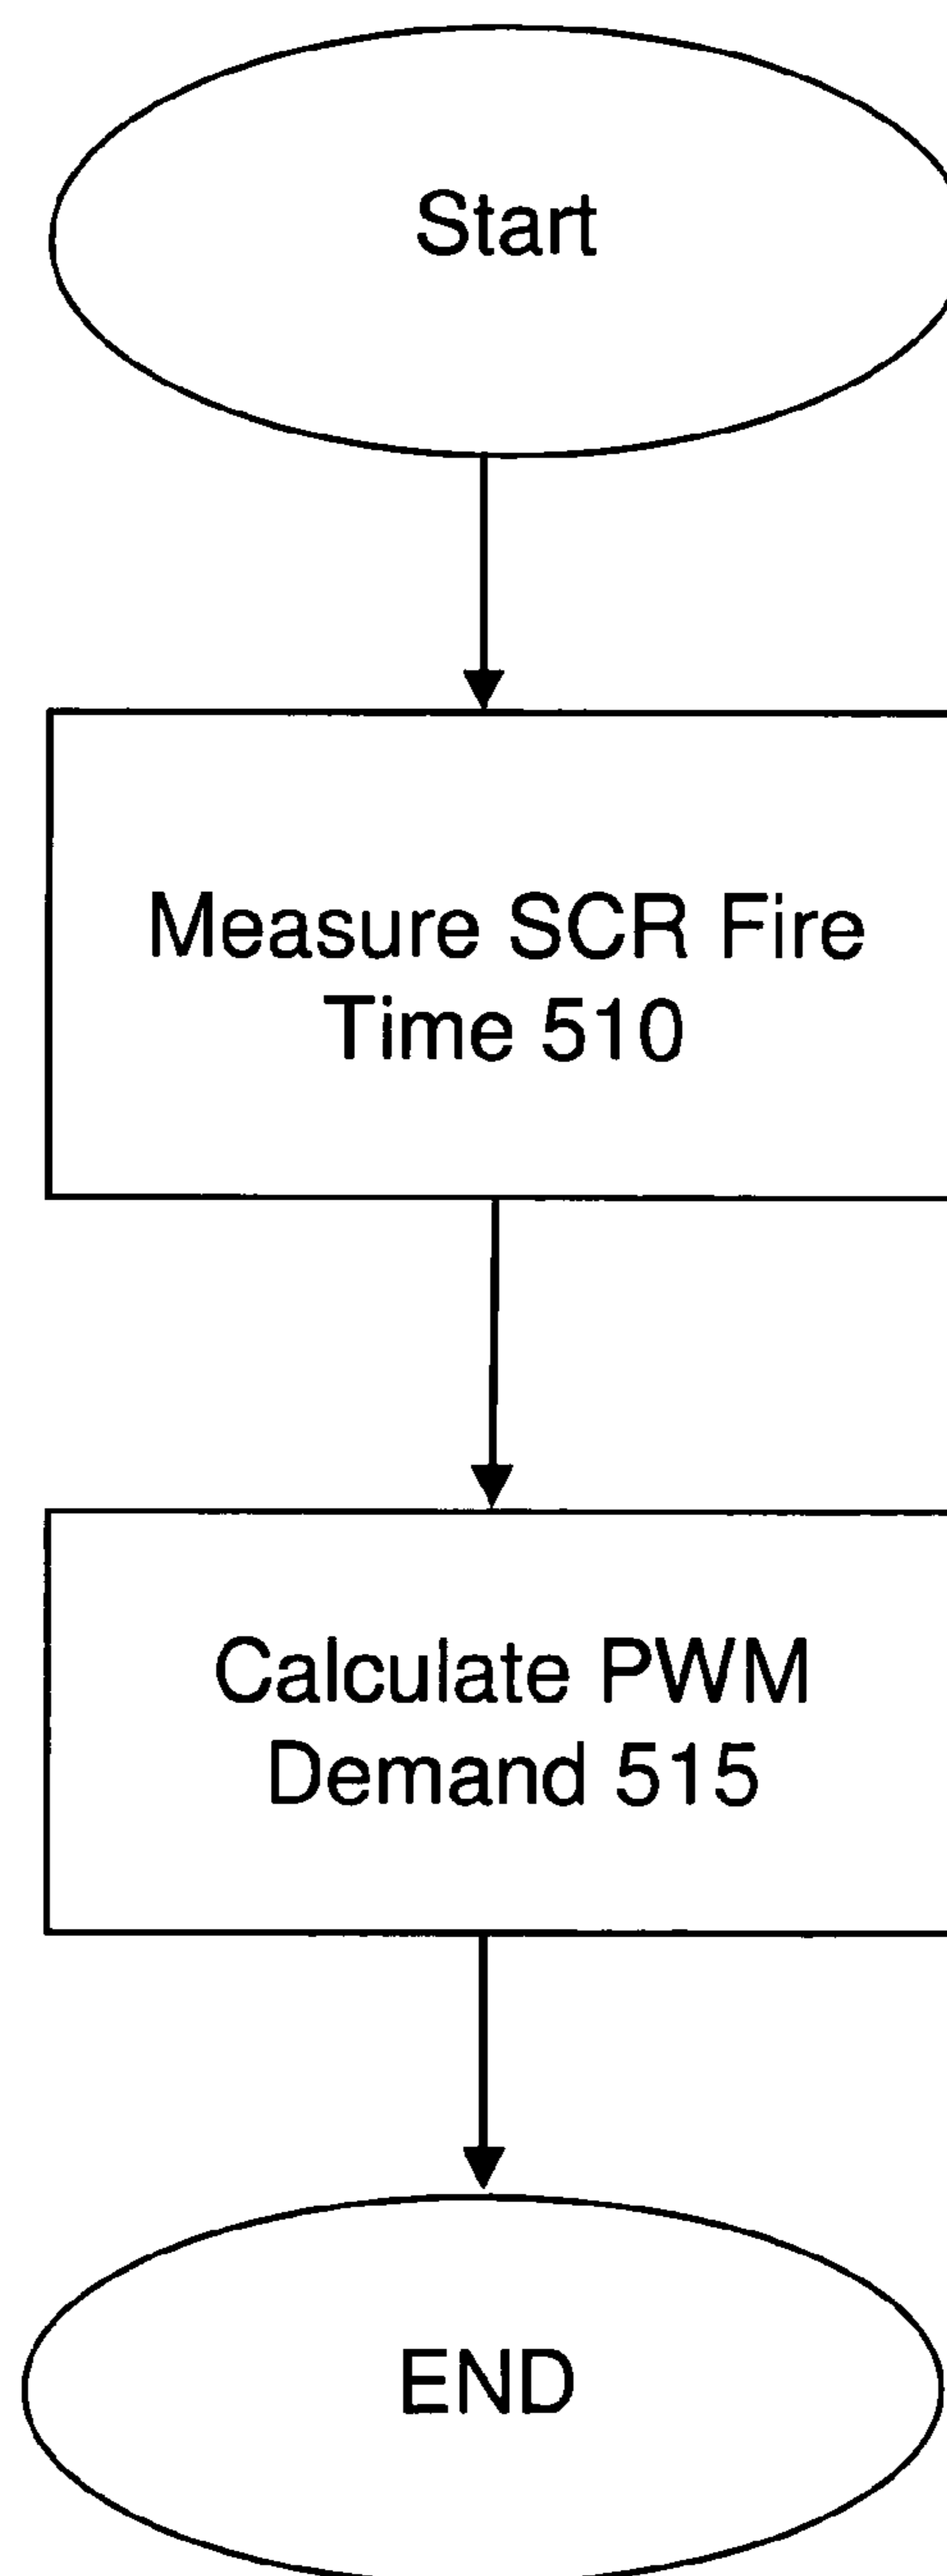 Start
Measure SCR Fire
Time 510
Calculate PWM
Demand 515
END